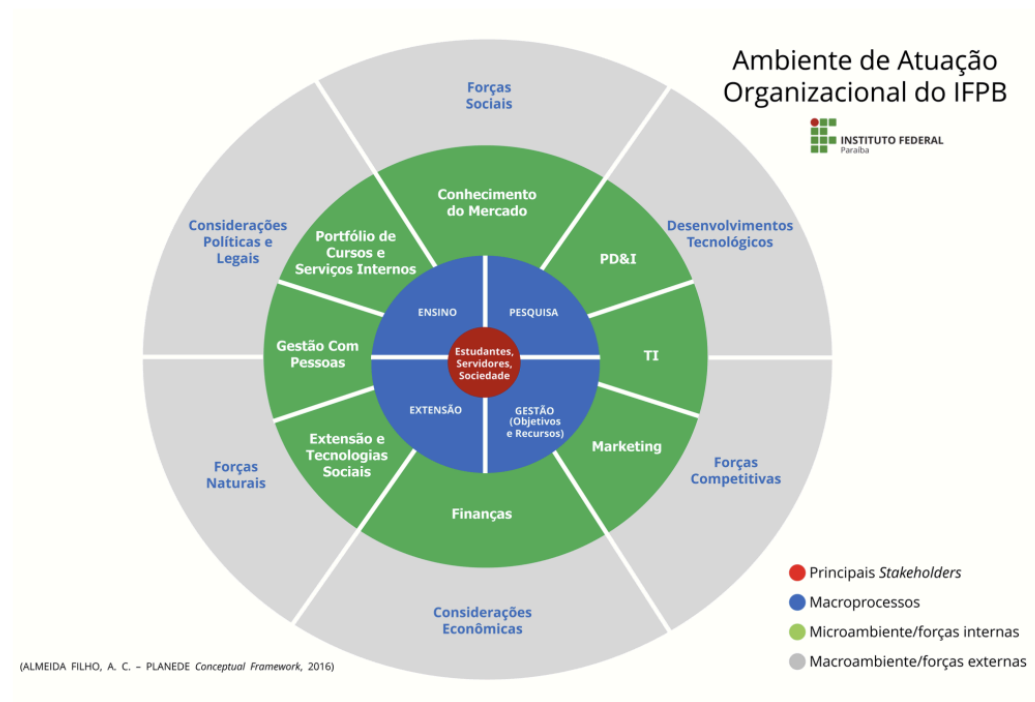 Ambiente de Atuação
Organizacional do IFPB
INSTITUTO FEDERAL
Paraíba
Forças
Sociais
Considerações
Políticas e
Legais
Desenvolvimentos
Tecnológicos
Forças
Naturais
Forças
Competitivas
Considerações
Econômicas
Conhecimento
do Mercado
Portfólio de
Cursos e
Serviços Internos
PD&I
Gestão Com
Pessoas
TI
Extensão e
Tecnologias
Sociais
Marketing
Finanças
ENSINO
PESQUISA
Estudantes,
Servidores,
Sociedade
EXTENSÃO
GESTÃO
(Objetivos
e Recursos)
Principais Stakeholders
Macroprocessos
Microambiente/forças internas
Macroambiente/forças externas
(ALMEIDA FILHO, A. C. – PLANEDE Conceptual Framework, 2016)